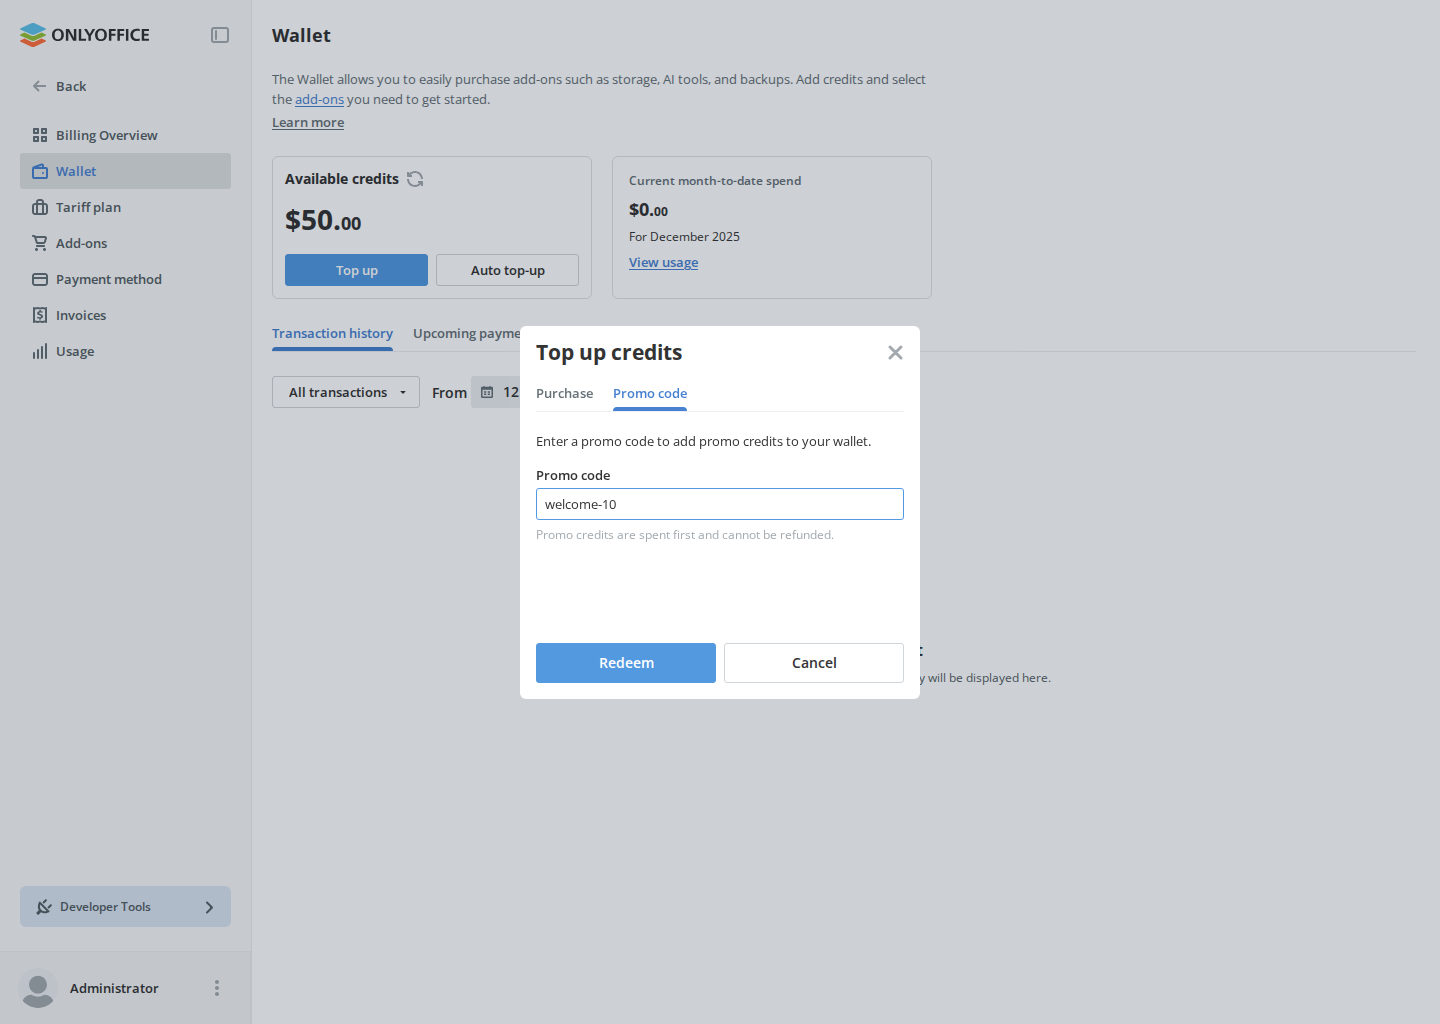 ONLYOFFICE
Back
Billing Overview
Wallet
Tariff plan
Add-ons
Payment method
Invoices
Usage
Developer Tools
Administrator
Wallet
The Wallet allows you to easily purchase add-ons such as storage, AI tools, and backups. Add credits and select
the add-ons you need to get started.
Learn more
Available credits
$50.00
Top up
Auto top-up
Current month-to-date spend
$0.00
For December 2025
View usage
Transaction history
Upcoming payme
All transactions
From
12
y will be displayed here.
Top up credits
Purchase
Promo code
Enter a promo code to add promo credits to your wallet.
Promo code
welcome-10
Promo credits are spent first and cannot be refunded.
Redeem
Cancel